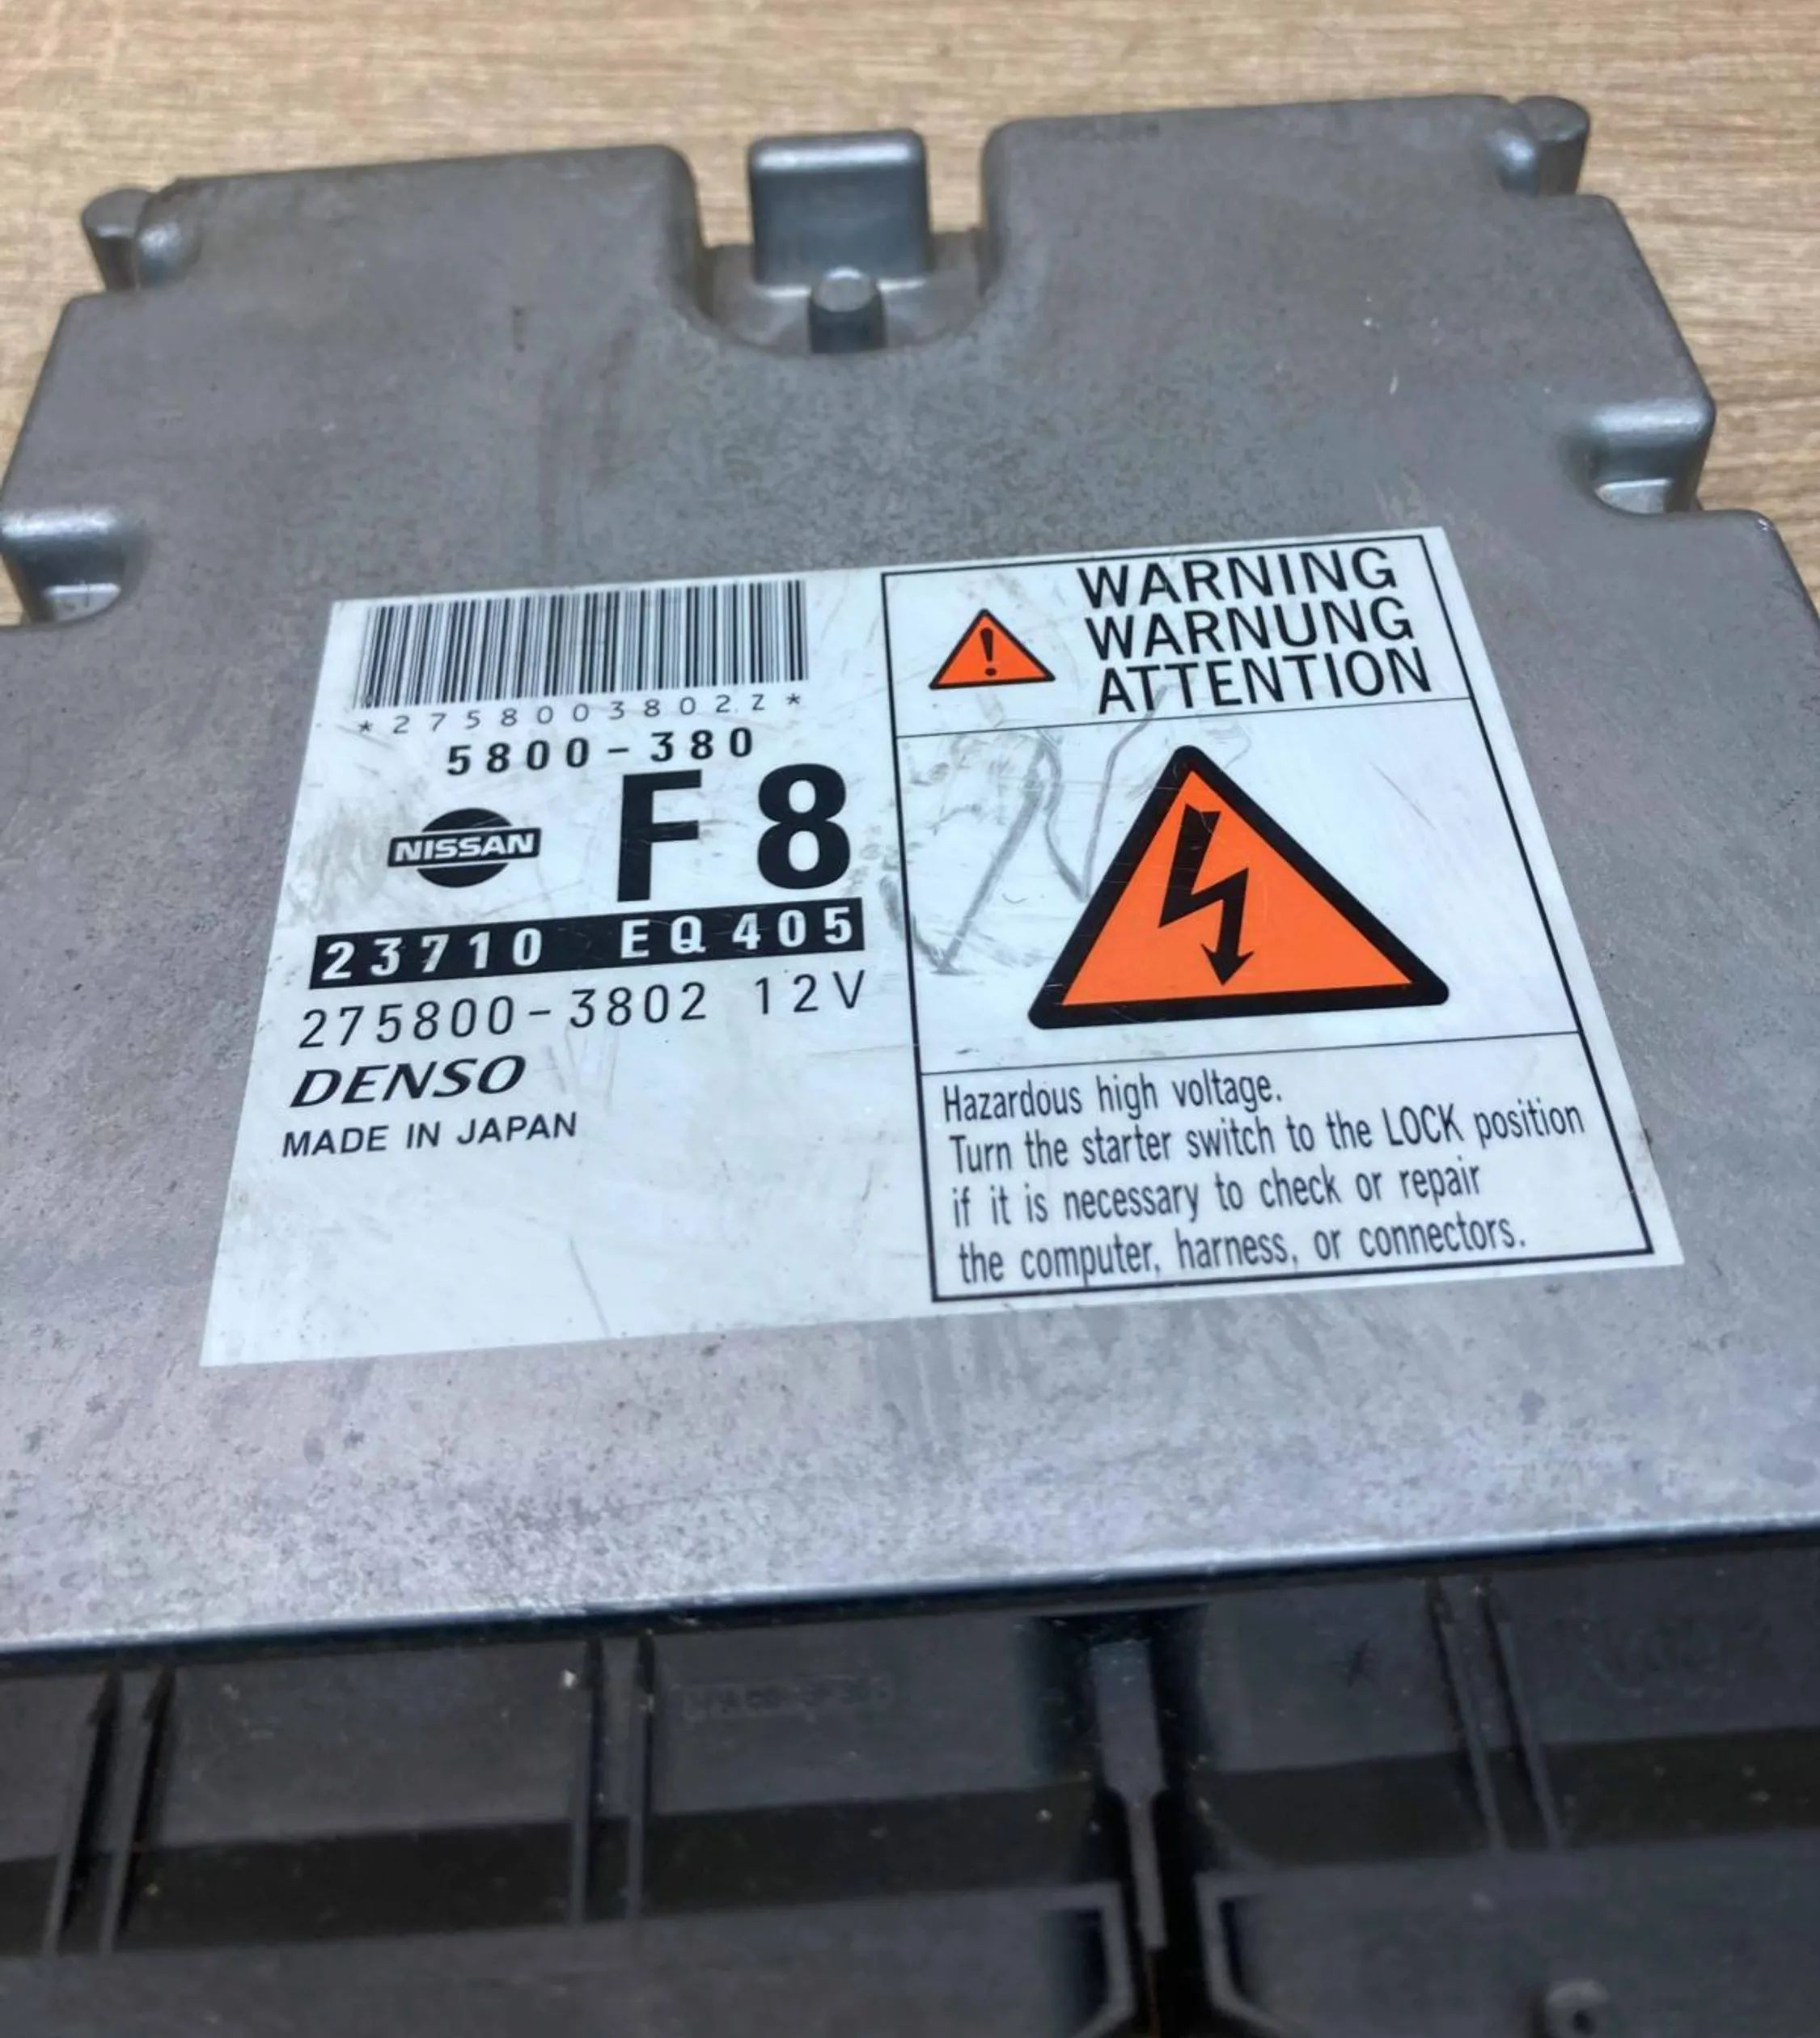 *2758003802Z*
5800-380
NISSAN
F8
23710 EQ405
275800-3802 12V
DENSO
MADE IN JAPAN
WARNING
WARNUNG
ATTENTION
Hazardous high voltage.
Turn the starter switch to the LOCK position
if it is necessary to check or repair
the computer, harness, or connectors.